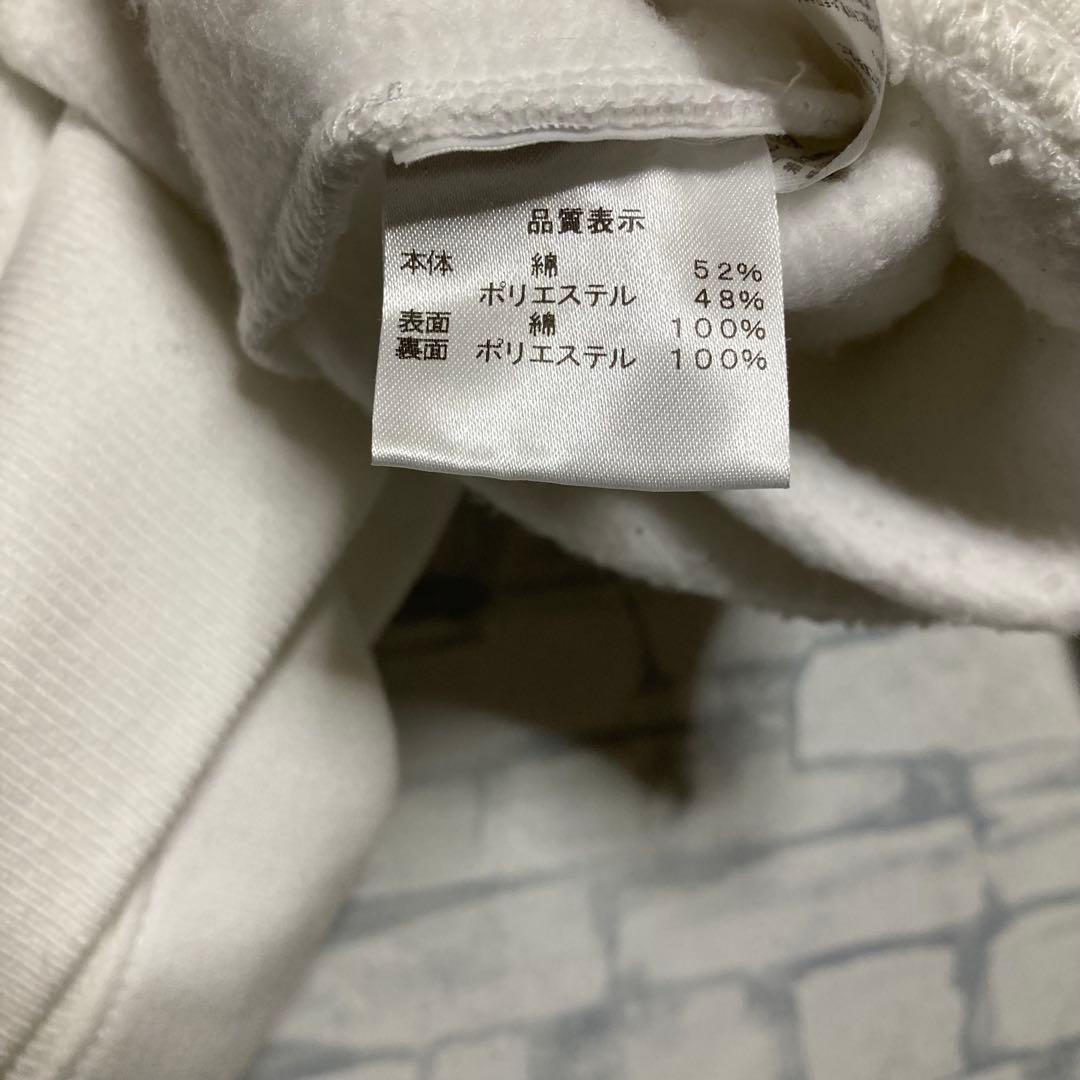 品質表示
本体 綿 52%
ポリエステル 48%
表面 綿 100%
裏面 ポリエステル 100%